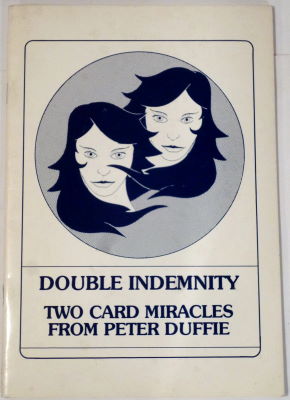 DOUBLE INDEMNITY
TWO CARD MIRACLES
FROM PETER DUFFIE